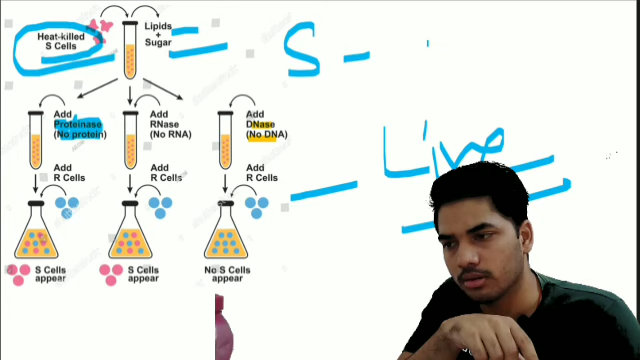 Heat-killed
S Cells
Lipids
+
Sugar
S -
Live
Add
Proteinase
(No protein)
Add
RNase
(No RNA)
Add
DNase
(No DNA)
Add
R Cells
Add
R Cells
Add
R Cells
S Cells
appear
S Cells
appear
No S Cells
appear